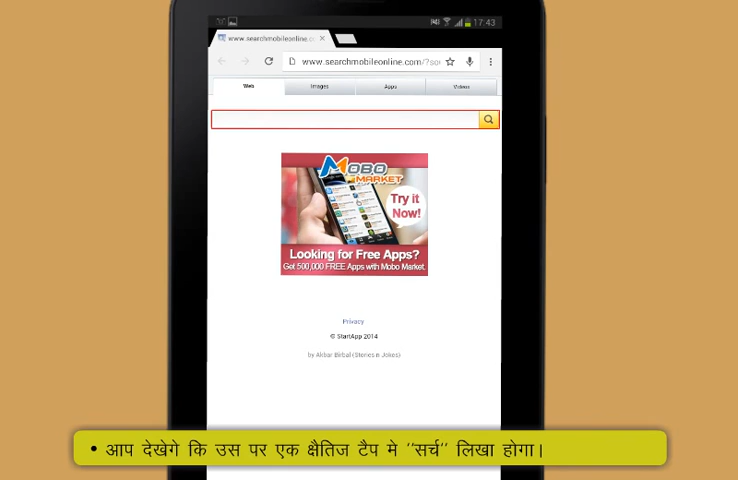 17:43
www.searchmobileonline.co
www.searchmobileonline.com/?sou
Web Images Apps Videos
MOBO
MARKET
Try it
Now!
Looking for Free Apps?
Get 500,000 FREE Apps with Mobo Market.
Privacy
© StartApp 2014
by Akbar Birbal (Stories n Jokes)
• आप देखेगे कि उस पर एक क्षैतिज टैप मे "सर्च" लिखा होगा।